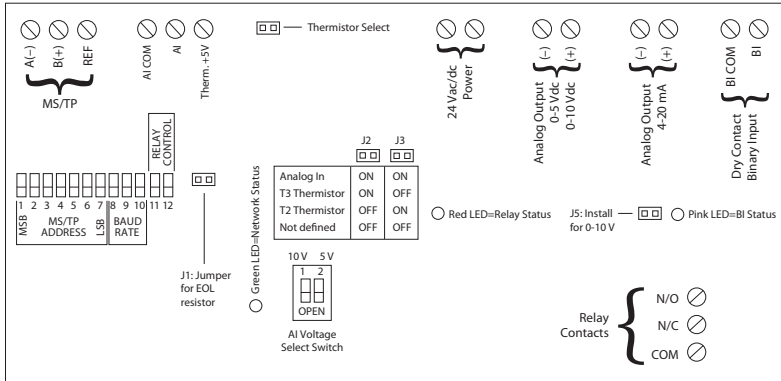 A(−)
B(+)
REF
MS/TP
AI COM
AI
Therm. +5V
Thermistor Select
24 Vac/dc
Power
(−)
(+)
Analog Output
0-5 Vdc
0-10 Vdc
(−)
(+)
Analog Output
4-20 mA
BI COM
BI
Dry Contact
Binary Input
RELAY
CONTROL
1 2 3 4 5 6 7 8 9 10 11 12
MSB
MS/TP
ADDRESS
LSB
BAUD
RATE
J1: Jumper
for EOL
resistor
Green LED=Network Status
J2 J3
Analog In ON ON
T3 Thermistor ON OFF
T2 Thermistor OFF ON
Not defined OFF OFF
10 V 5 V
1 2
OPEN
AI Voltage
Select Switch
Red LED=Relay Status
J5: Install
for 0-10 V
Pink LED=BI Status
Relay
Contacts
N/O
N/C
COM